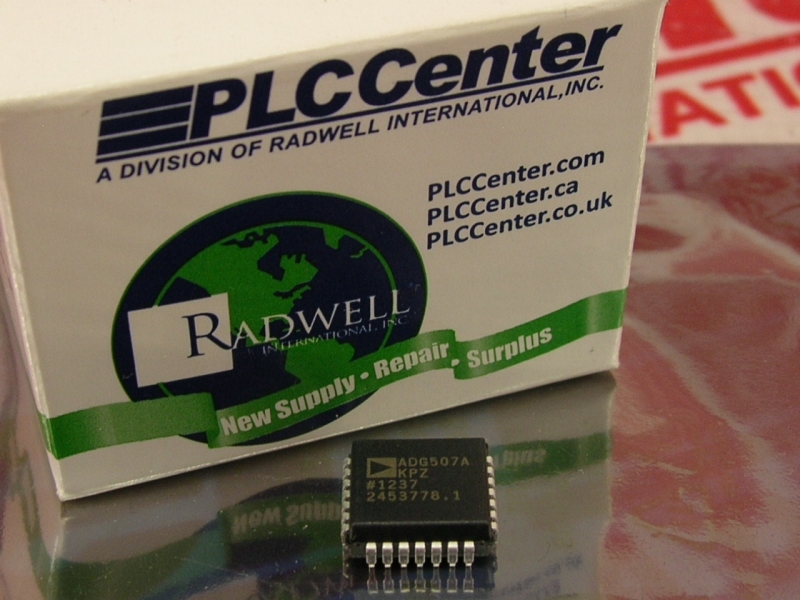 PLCCenter
A DIVISION OF RADWELL INTERNATIONAL, INC.
PLCCenter.com
PLCCenter.ca
PLCCenter.co.uk
RADWELL
INTERNATIONAL, INC.
New Supply • Repair • Surplus
ADG507A
KPZ
#1237
2453778.1